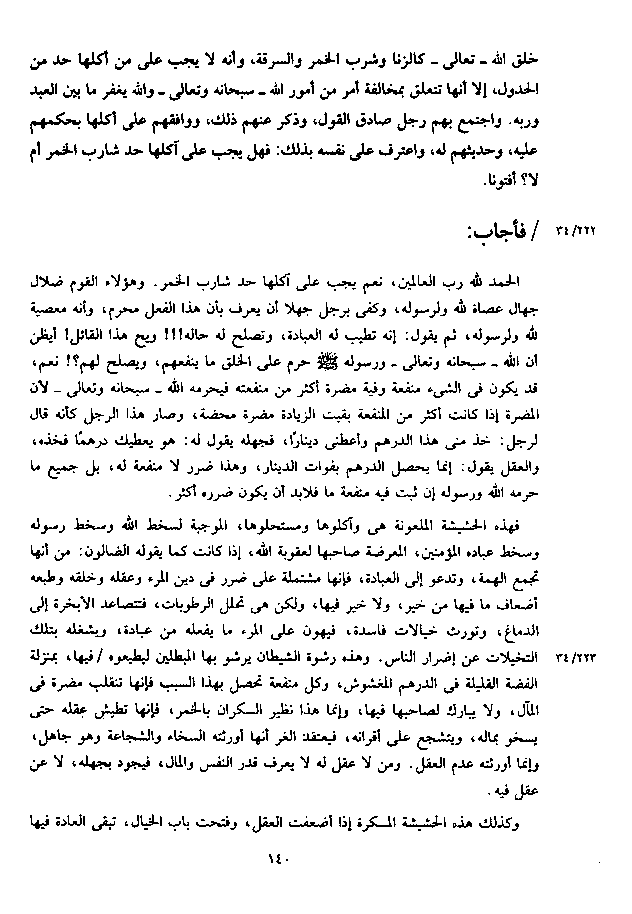 خلق الله ـ تعالى ـ كالزنا وشرب الخمر والسرقة، وأنه لا يجب على من أكلها حد من
الحدول، إلا أنها تتعلق بمخالفة أمر من أمور الله ـ سبحانه وتعالى ـ والله يغفر ما بين العبد
وربه. واجتمع بهم رجل صادق القول، وذكر عنهم ذلك، ووافقهم على أكلها بحكمهم
عليه، وحديثهم له، واعترف على نفسه بذلك: فهل يجب على آكلها حد شارب الخمر أم
لا؟ أفتونا.
٣٤/٢٢٢ / فأجاب:
الحمد لله رب العالمين، نعم يجب على آكلها حد شارب الخمر. وهؤلاء القوم ضلال
جهال عصاة لله ولرسوله، وكفى برجل جهلا أن يعرف بأن هذا الفعل محرم، وأنه معصية
لله ولرسوله، ثم يقول: إنه تطيب له العبادة، وتصلح له حاله!!! ويح هذا القائل! أيظن
أن الله ـ سبحانه وتعالى ـ ورسوله ﷺ حرم على الخلق ما ينفعهم، ويصلح لهم؟! نعم،
قد يكون فى الشىء منفعة وفية مضرة أكثر من منفعته فيحرمه الله ـ سبحانه وتعالى ـ لأن
المضرة إذا كانت أكثر من المنفعة بقيت الزيادة مضرة محضة، وصار هذا الرجل كأنه قال
لرجل: خذ منى هذا الدرهم وأعطنى دينارًا، فجهله يقول له: هو يعطيك درهمًا فخذه،
والعقل يقول: إنما يحصل الدرهم بفوات الدينار، وهذا ضرر لا منفعة له، بل جميع ما
حرمه الله ورسوله إن ثبت فيه منفعة ما فلابد أن يكون ضرره أكثر.
فهذه الحشيشة الملعونة هى وآكلوها ومستحلوها، الموجبة لسخط الله وسخط رسوله
وسخط عباده المؤمنين، المعرضة صاحبها لعقوبة الله، إذا كانت كما يقوله الضالون: من أنها
تجمع الهمة، وتدعو إلى العبادة، فإنها مشتملة على ضرر فى دين المرء وعقله وخلقه وطبعه
أضعاف ما فيها من خير، ولا خير فيها، ولكن هى تحلل الرطوبات، فتتصاعد الأبخرة إلى
الدماغ، وتورث خيالات فاسدة، فيهون على المرء ما يفعله من عبادة، ويشغله بتلك
٣٤/٢٢٣ التخيلات عن إضرار الناس. وهذه رشوة الشيطان يرشو بها المبطلين ليطيعوه /فيها، بمنزلة
الفضة القليلة فى الدرهم المغشوش، وكل منفعة تحصل بهذا السبب فإنها تنقلب مضرة فى
المآل، ولا يبارك لصاحبها فيها، وإنما هذا نظير السكران بالخمر، فإنها تطيش عقله حتى
يسخو بماله، ويتشجع على أقرانه، فيعتقد الغر أنها أورثته السخاء والشجاعة وهو جاهل،
وإنما أورثته عدم العقل. ومن لا عقل له لا يعرف قدر النفس والمال، فيجود بجهله، لا عن
عقل فيه.
وكذلك هذه الحشيشة المسكرة إذا أضعفت العقل، وفتحت باب الخيال، تبقى العادة فيها
١٤٠